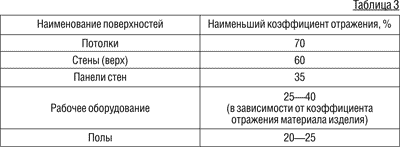 Таблица 3
Наименование поверхностей
Наименьший коэффициент отражения, %
Потолки
70
Стены (верх)
60
Панели стен
35
Рабочее оборудование
25—40
(в зависимости от коэффициента
отражения материала изделия)
Полы
20—25